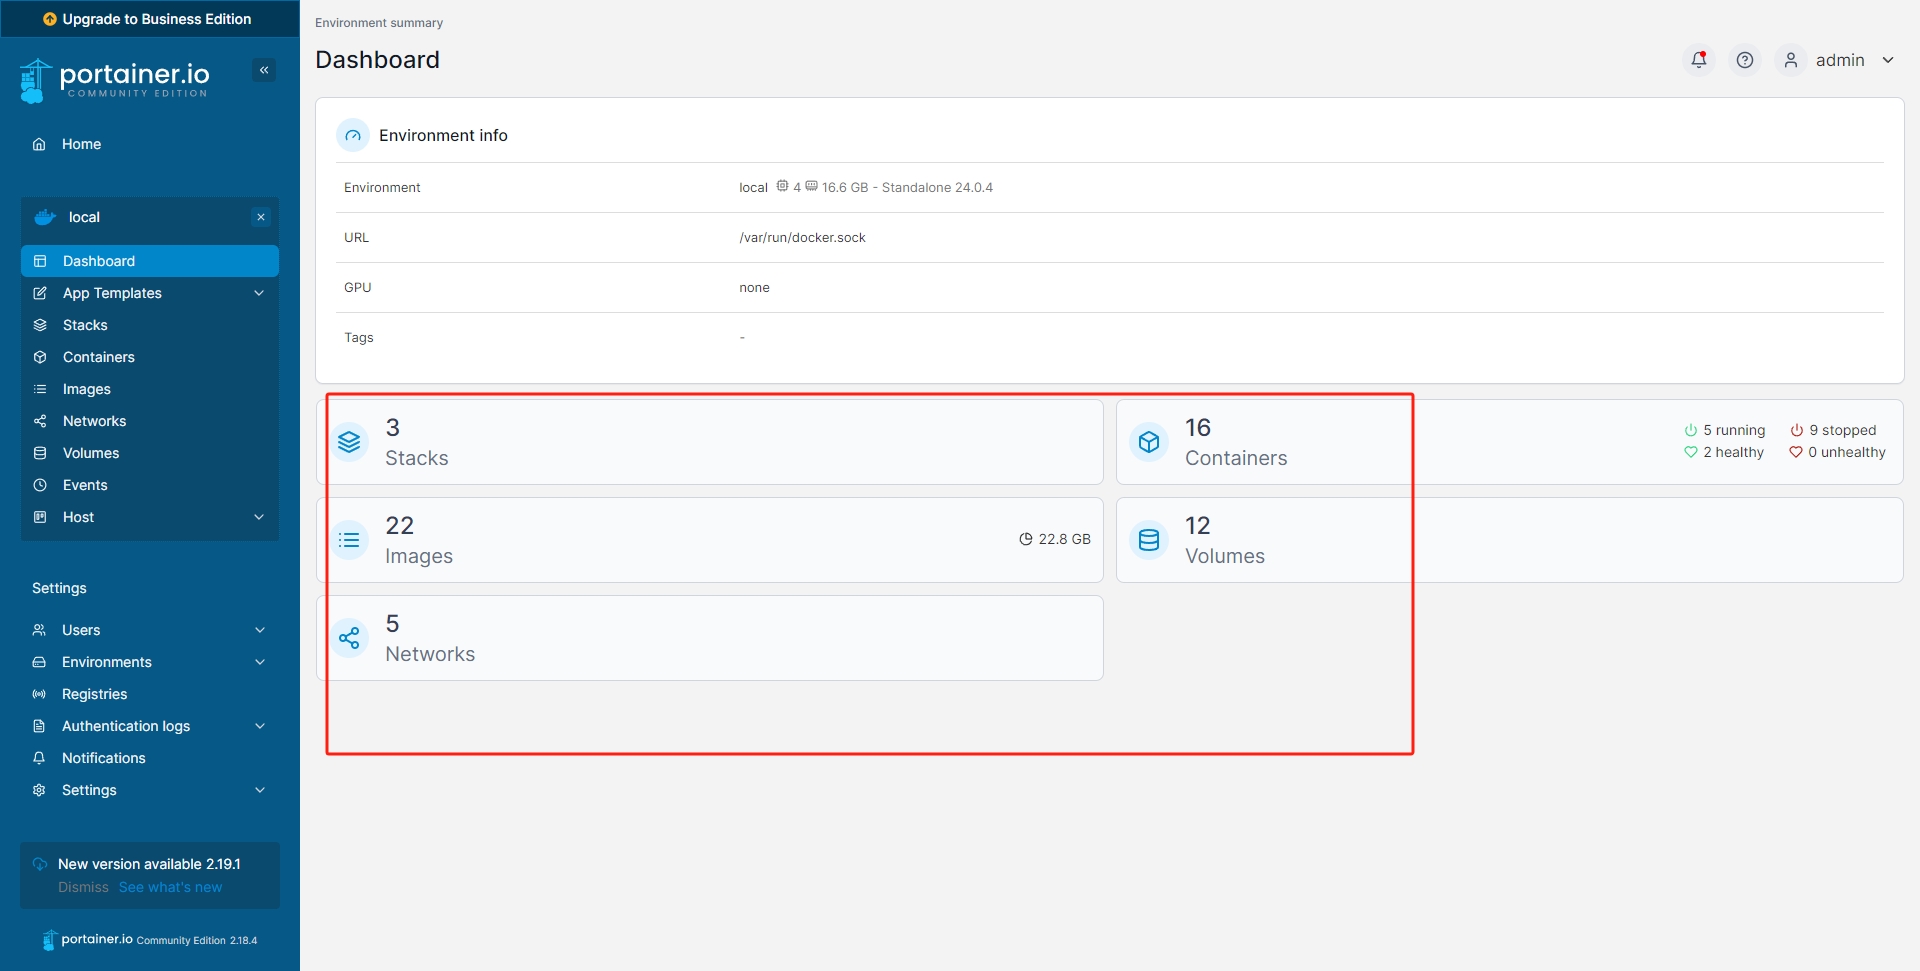 Upgrade to Business Edition
portainer.io
COMMUNITY EDITION
Home
local
Dashboard
App Templates
Stacks
Containers
Images
Networks
Volumes
Events
Host
Settings
Users
Environments
Registries
Authentication logs
Notifications
Settings
New version available 2.19.1
Dismiss See what's new
portainer.io Community Edition 2.18.4
Environment summary
Dashboard
admin
Environment info
Environment local 4 16.6 GB - Standalone 24.0.4
URL /var/run/docker.sock
GPU none
Tags -
3
Stacks
16
Containers
5 running 9 stopped
2 healthy 0 unhealthy
22
Images
22.8 GB
12
Volumes
5
Networks